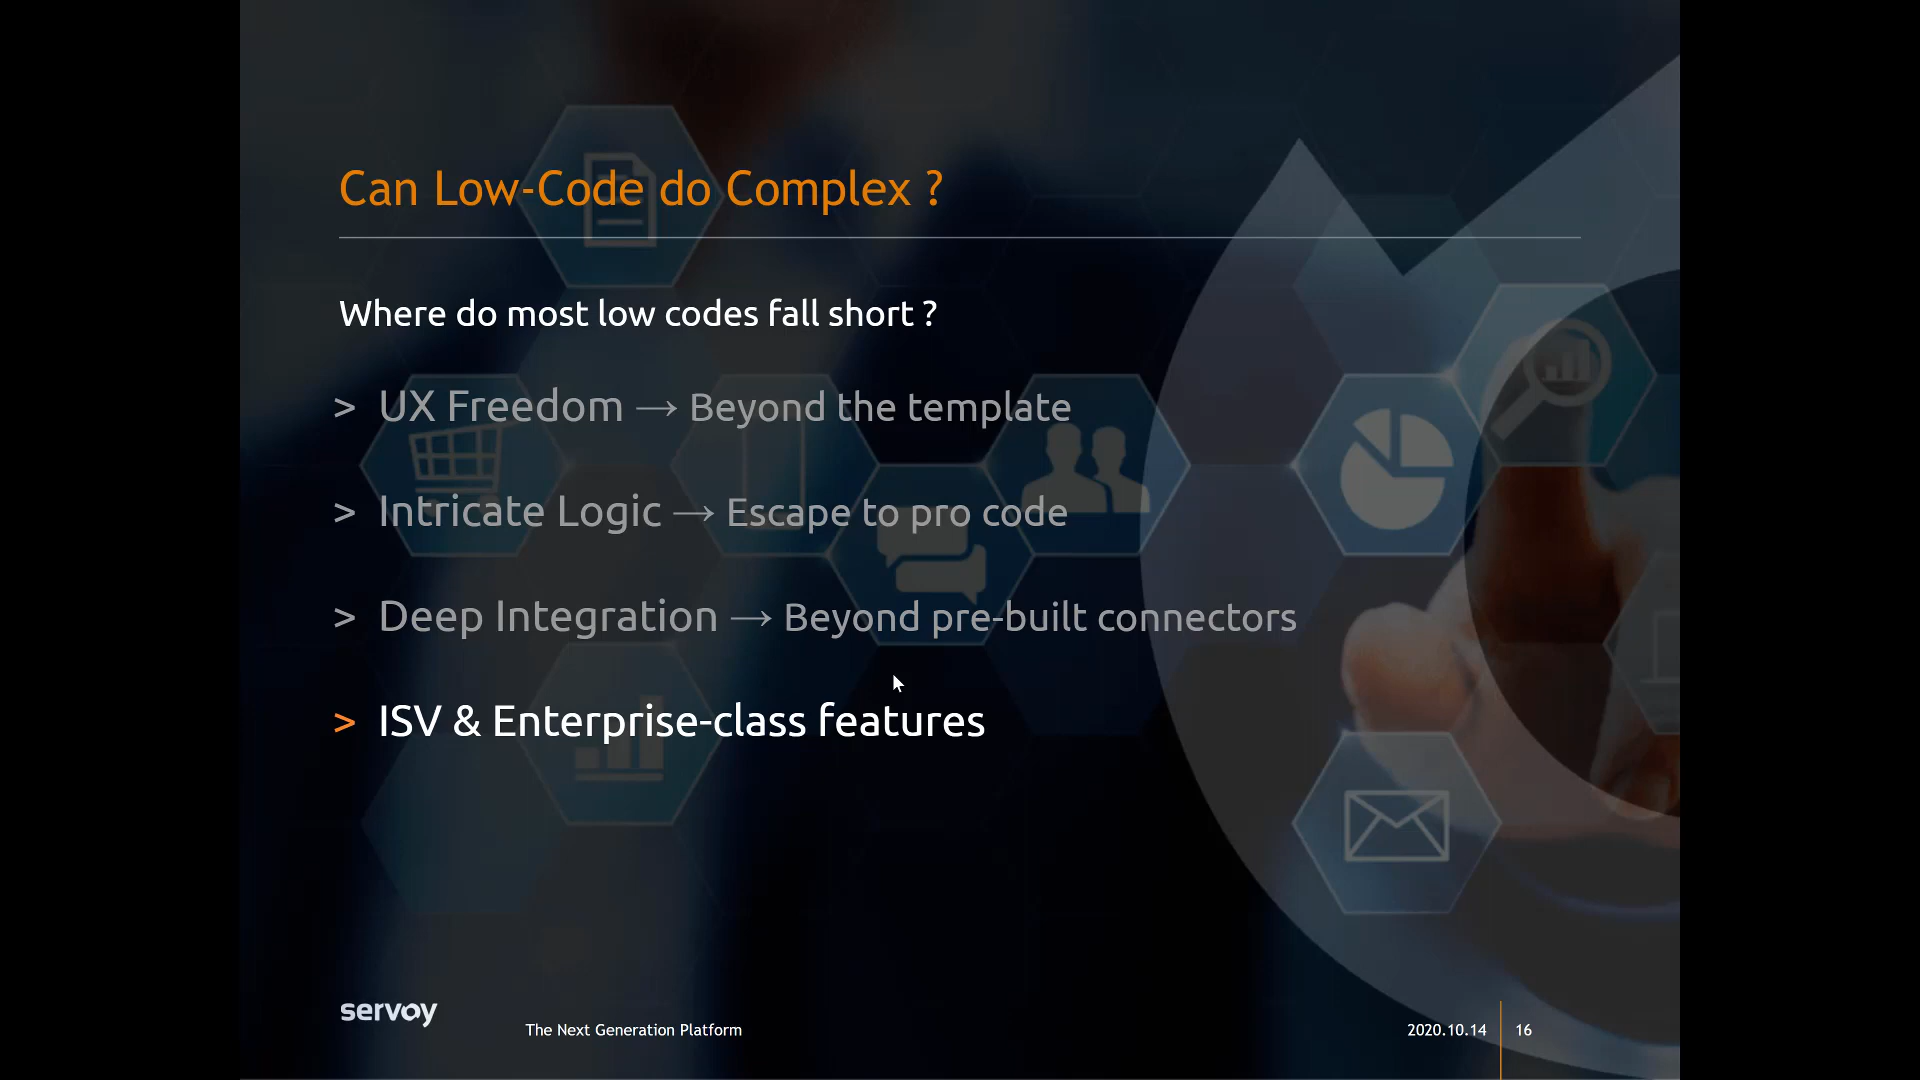 Can Low-Code do Complex ?
Where do most low codes fall short ?
> UX Freedom → Beyond the template
> Intricate Logic → Escape to pro code
> Deep Integration → Beyond pre-built connectors
> ISV & Enterprise-class features
servoy
The Next Generation Platform
2020.10.14
16